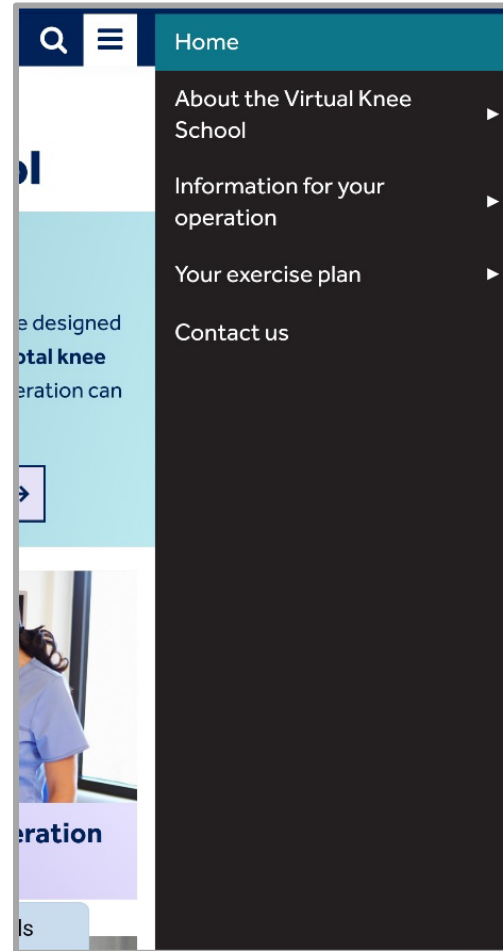 Home
About the Virtual Knee
School
Information for your
operation
Your exercise plan
Contact us
ol
e designed
otal knee
eration can
eration
ls